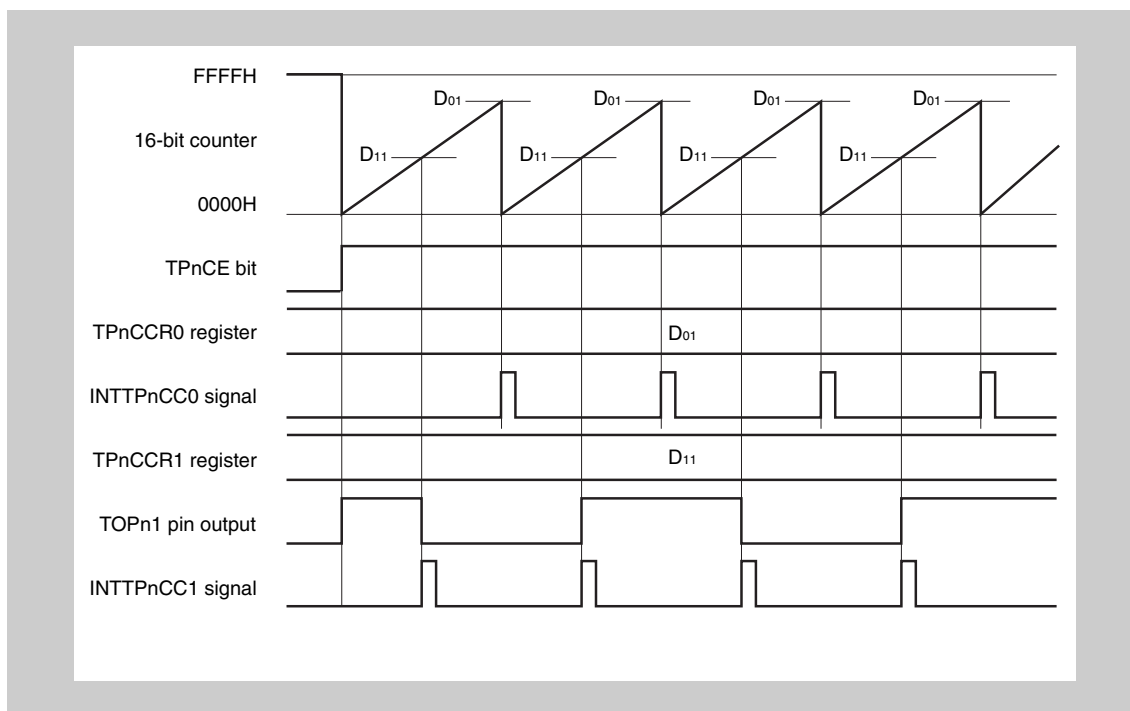 FFFFH
D01 D01 D01 D01
16-bit counter
D11 D11 D11 D11
0000H
TPnCE bit
TPnCCR0 register
D01
INTTPnCC0 signal
TPnCCR1 register
D11
TOPn1 pin output
INTTPnCC1 signal